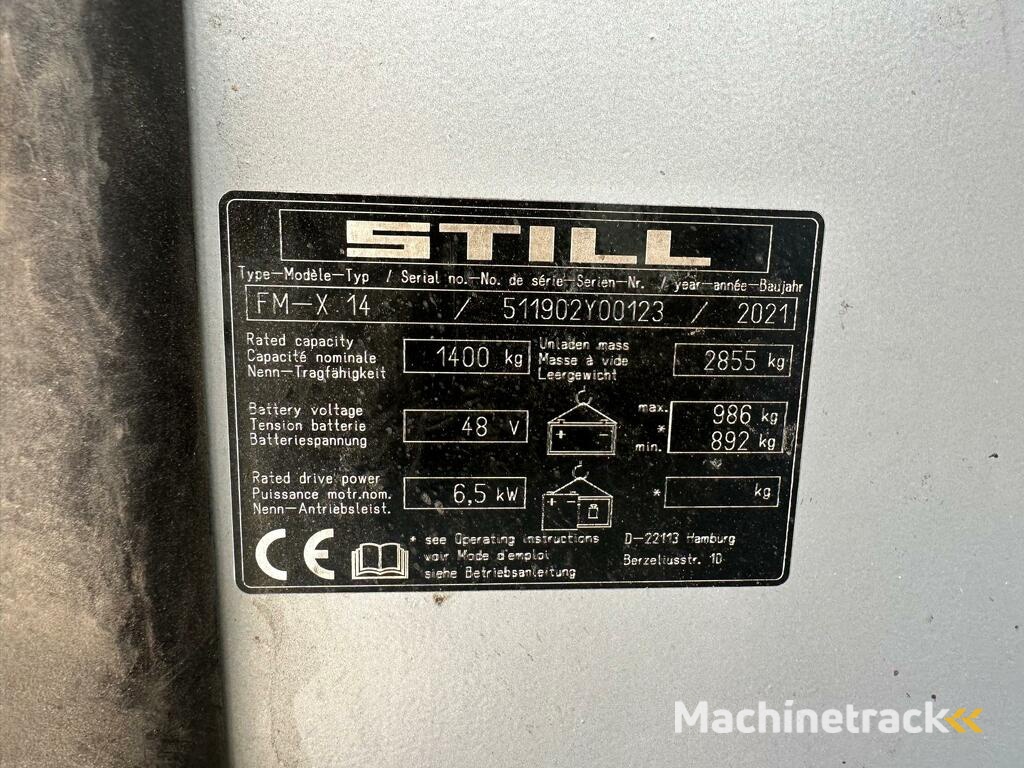 STILL
Type-Modèle-Typ / Serial no.-No. de série-Serien-Nr. / year-année-Baujahr
FM-X 14 / 511902Y00123 / 2021
Rated capacity
Capacité nominale
Nenn-Tragfähigkeit
1400 kg
Unladen mass
Masse à vide
Leergewicht
2855 kg
Battery voltage
Tension batterie
Batteriespannung
48 V
+ -
max. 986 kg
*
min. 892 kg
Rated drive power
Puissance motr.nom.
Nenn-Antriebsleist.
6,5 kW
+ -
* kg
CE
* see Operating instructions
voir Mode d'emploi
siehe Betriebsanleitung
D-22113 Hamburg
Berzeliusstr. 10
Machinetrack